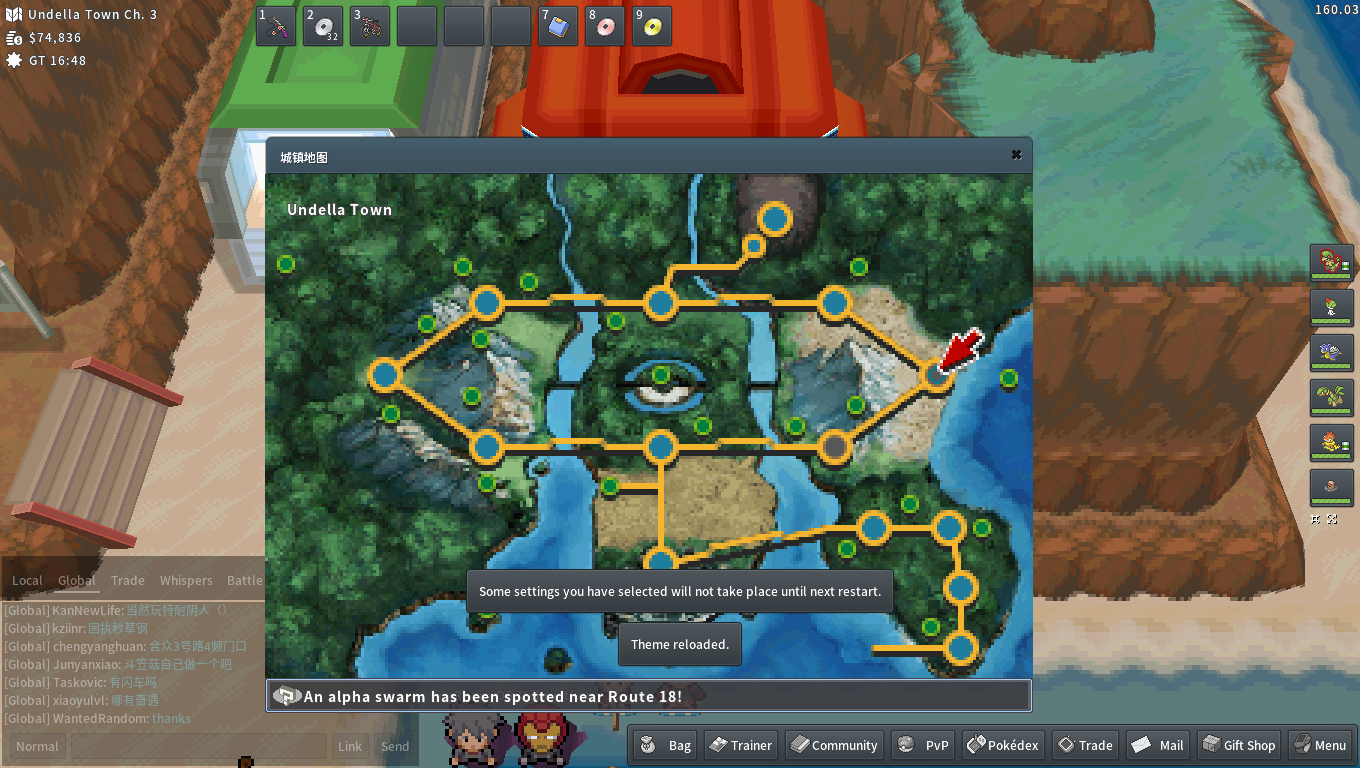 Undella Town Ch. 3
$74,836
GT 16:48
1
2
32
3
7
8
9
160.03
城镇地图
Undella Town
Some settings you have selected will not take place until next restart.
Theme reloaded.
An alpha swarm has been spotted near Route 18!
Local Global Trade Whispers Battle
[Global] KanNewLife: 当然玩特耐阴人（）
[Global] kziinr: 固执秒草钢
[Global] chengyanghuan: 合众3号路4频门口
[Global] Junyanxiao: 斗笠菇自己做一个吧
[Global] Taskovic: 有闪车吗
[Global] xiaoyulvl: 哪有奇遇
[Global] WantedRandom: thanks
Normal Link Send
Bag Trainer Community PvP Pokédex Trade Mail Gift Shop Menu